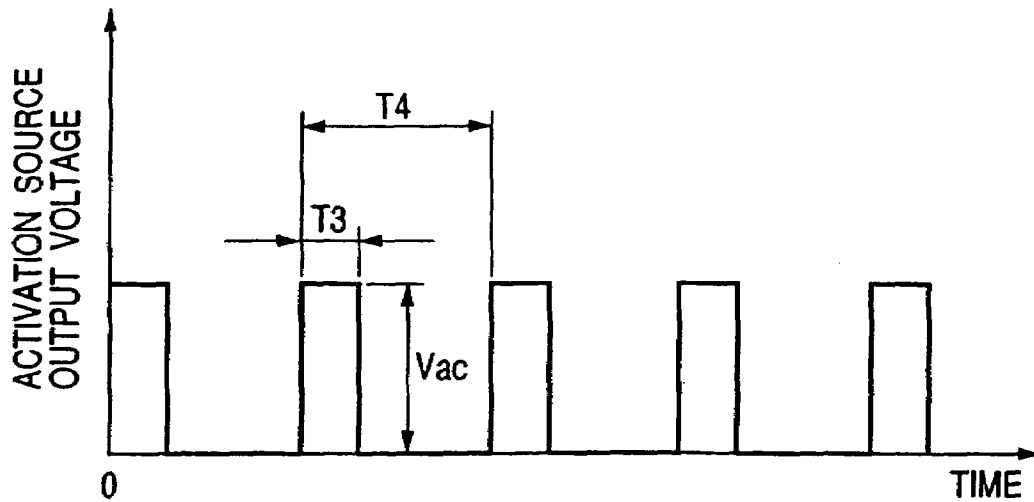 ACTIVATION SOURCE
OUTPUT VOLTAGE
T4
T3
Vac
0
TIME